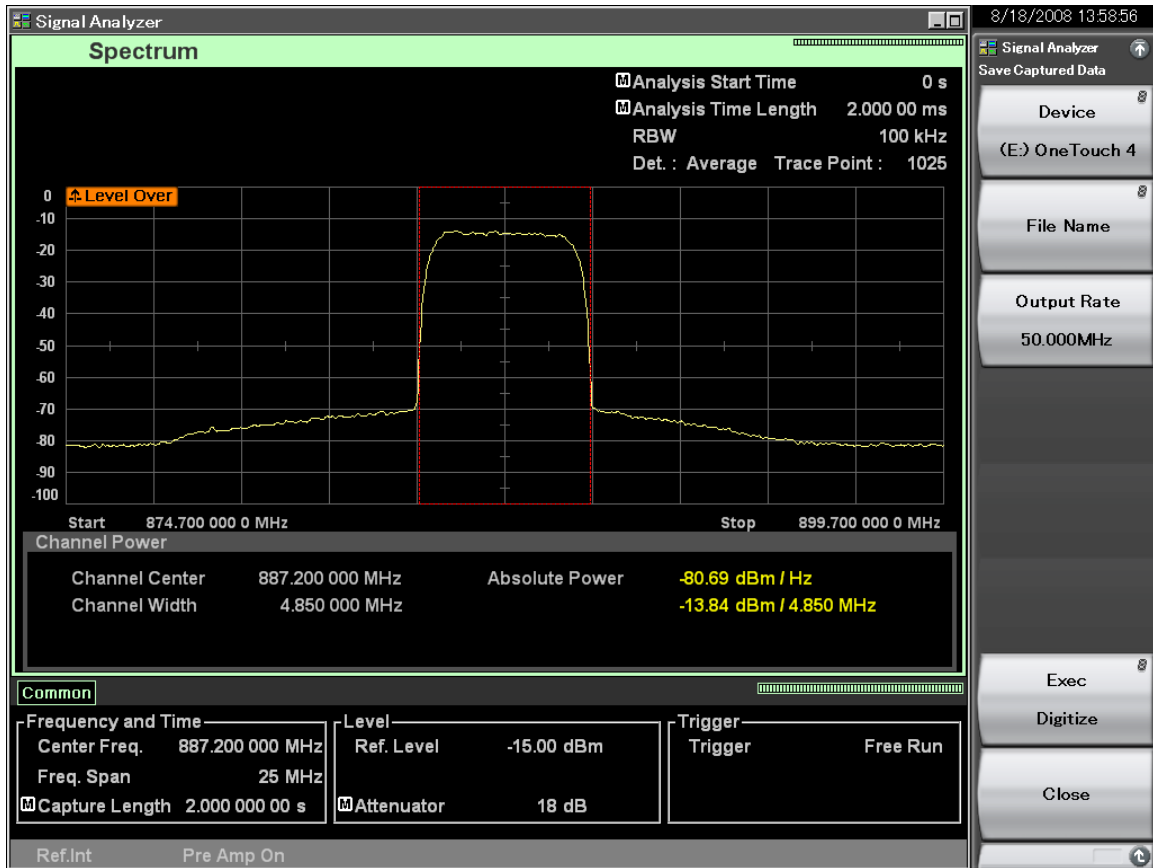 Signal Analyzer
8/18/2008 13:58:56
Spectrum
M Analysis Start Time 0 s
M Analysis Time Length 2.000 00 ms
RBW 100 kHz
Det. : Average Trace Point : 1025
Level Over
0
-10
-20
-30
-40
-50
-60
-70
-80
-90
-100
Start 874.700 000 0 MHz Stop 899.700 000 0 MHz
Channel Power
Channel Center 887.200 000 MHz Absolute Power -80.69 dBm / Hz
Channel Width 4.850 000 MHz -13.84 dBm / 4.850 MHz
Common
Frequency and Time
Center Freq. 887.200 000 MHz
Freq. Span 25 MHz
M Capture Length 2.000 000 00 s
Level
Ref. Level -15.00 dBm
M Attenuator 18 dB
Trigger
Trigger Free Run
Ref.Int Pre Amp On
Signal Analyzer
Save Captured Data
Device
(E:) OneTouch 4
File Name
Output Rate
50.000MHz
Exec
Digitize
Close